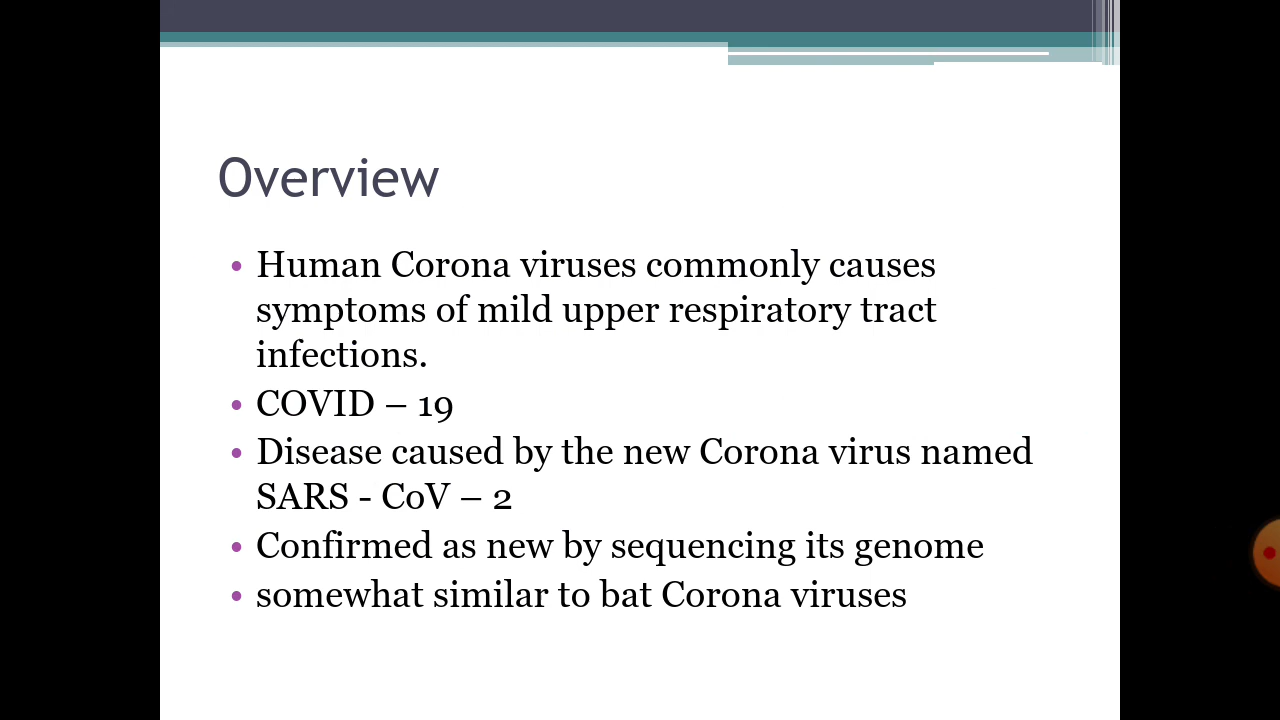 Overview
• Human Corona viruses commonly causes
symptoms of mild upper respiratory tract
infections.
• COVID – 19
• Disease caused by the new Corona virus named
SARS - CoV – 2
• Confirmed as new by sequencing its genome
• somewhat similar to bat Corona viruses